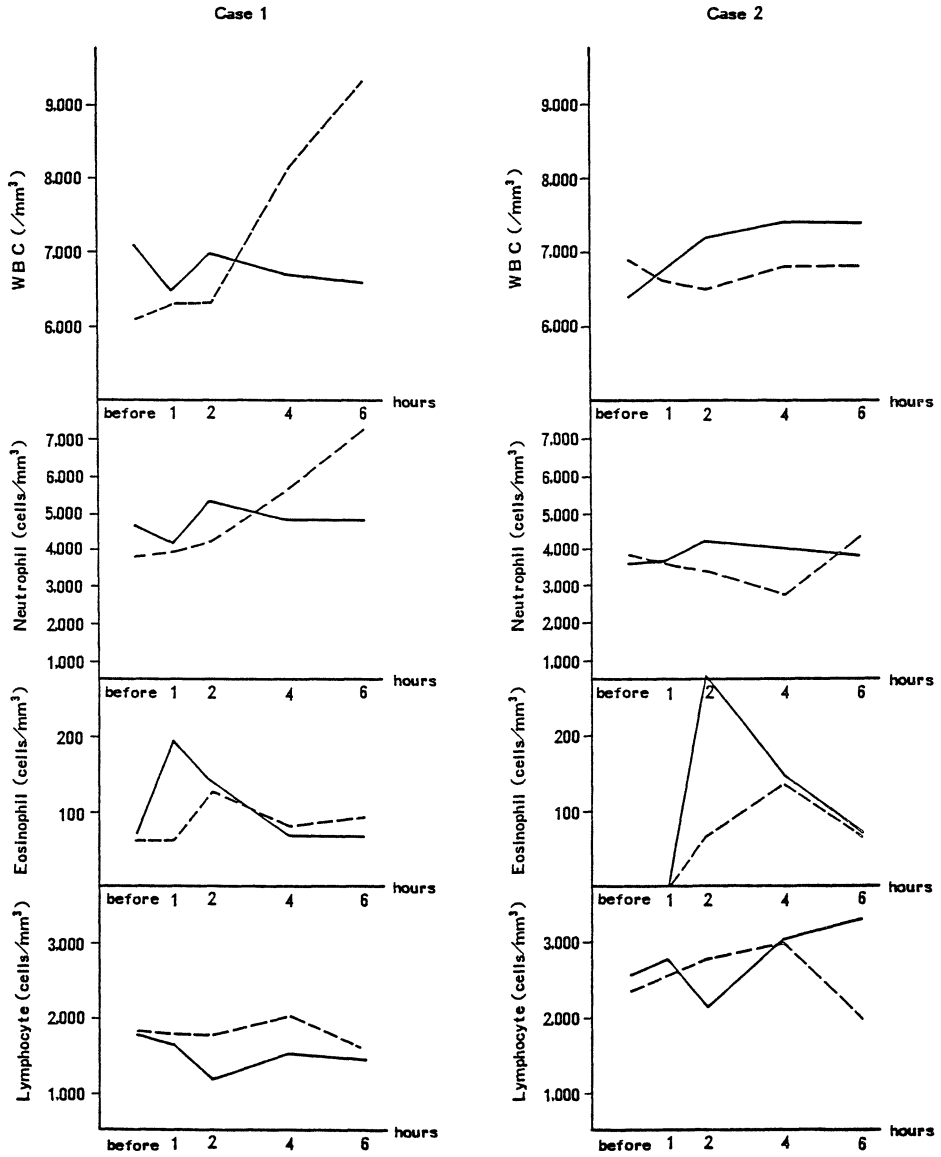 Case 1
Case 2
WBC (/mm³)
9.000
8.000
7.000
6.000
before 1 2 4 6 hours
WBC (/mm³)
9.000
8.000
7.000
6.000
before 1 2 4 6 hours
Neutrophil (cells/mm³)
7.000
6.000
5.000
4.000
3.000
2.000
1.000
before 1 2 4 6 hours
Neutrophil (cells/mm³)
7.000
6.000
5.000
4.000
3.000
2.000
1.000
before 1 2 4 6 hours
Eosinophil (cells/mm³)
200
100
before 1 2 4 6 hours
Eosinophil (cells/mm³)
200
100
before 1 2 4 6 hours
Lymphocyte (cells/mm³)
3.000
2.000
1.000
before 1 2 4 6 hours
Lymphocyte (cells/mm³)
3.000
2.000
1.000
before 1 2 4 6 hours